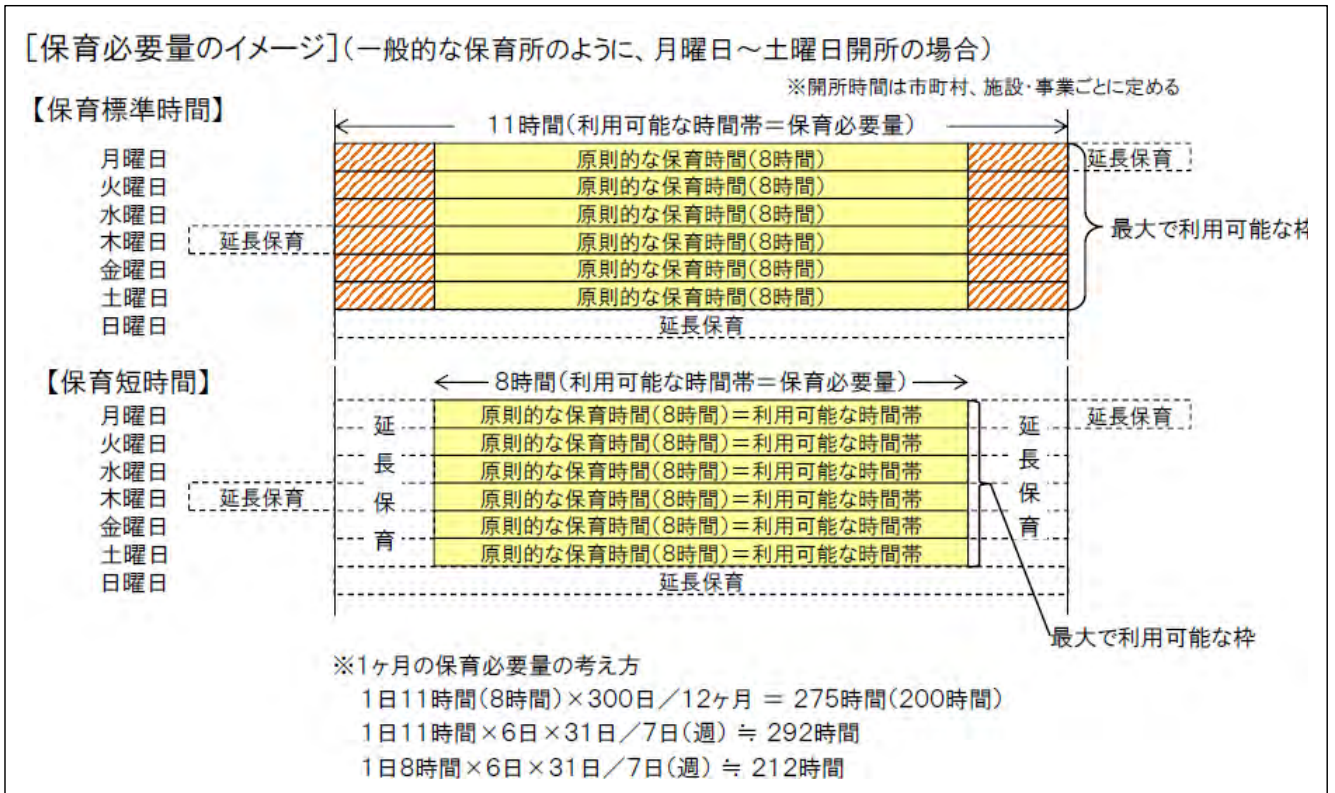 [保育必要量のイメージ](一般的な保育所のように、月曜日～土曜日開所の場合)
※開所時間は市町村、施設・事業ごとに定める
【保育標準時間】
11時間(利用可能な時間帯＝保育必要量)
月曜日 原則的な保育時間(8時間) 延長保育
火曜日 原則的な保育時間(8時間)
水曜日 原則的な保育時間(8時間)
木曜日 延長保育 原則的な保育時間(8時間) 最大で利用可能な枠
金曜日 原則的な保育時間(8時間)
土曜日 原則的な保育時間(8時間)
日曜日 延長保育
【保育短時間】
8時間(利用可能な時間帯＝保育必要量)
月曜日 原則的な保育時間(8時間)＝利用可能な時間帯 延長保育
火曜日 延 原則的な保育時間(8時間)＝利用可能な時間帯 延
水曜日 長 原則的な保育時間(8時間)＝利用可能な時間帯 長
木曜日 延長保育 保 原則的な保育時間(8時間)＝利用可能な時間帯 保
金曜日 育 原則的な保育時間(8時間)＝利用可能な時間帯 育
土曜日 原則的な保育時間(8時間)＝利用可能な時間帯
日曜日 延長保育
最大で利用可能な枠
※1ヶ月の保育必要量の考え方
1日11時間(8時間)×300日／12ヶ月 ＝ 275時間(200時間)
1日11時間×6日×31日／7日(週) ≒ 292時間
1日8時間×6日×31日／7日(週) ≒ 212時間